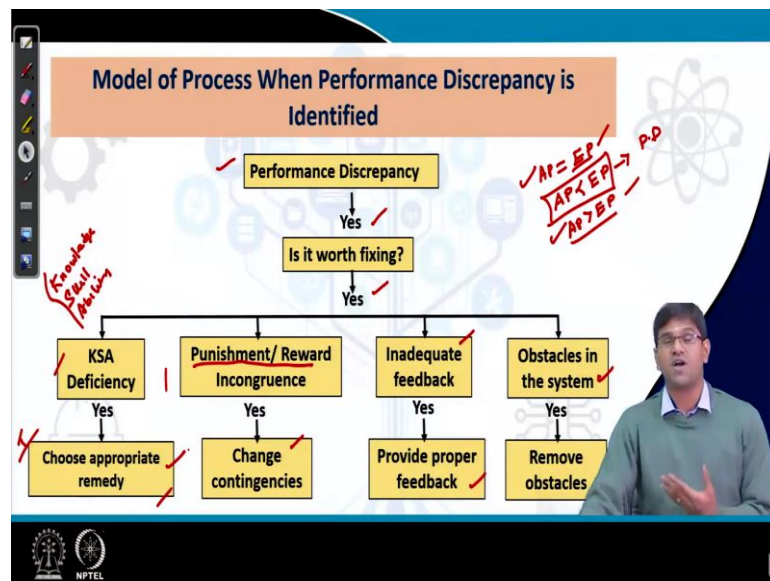 Model of Process When Performance Discrepancy is
Identified
Performance Discrepancy
Yes
Is it worth fixing?
Yes
AP = EP
AP < EP → P.D
AP > EP
Knowledge
Skill
Ability
KSA
Deficiency
Punishment/ Reward
Incongruence
Inadequate
feedback
Obstacles in
the system
Yes
Yes
Yes
Yes
Choose appropriate
remedy
Change
contingencies
Provide proper
feedback
Remove
obstacles
NPTEL